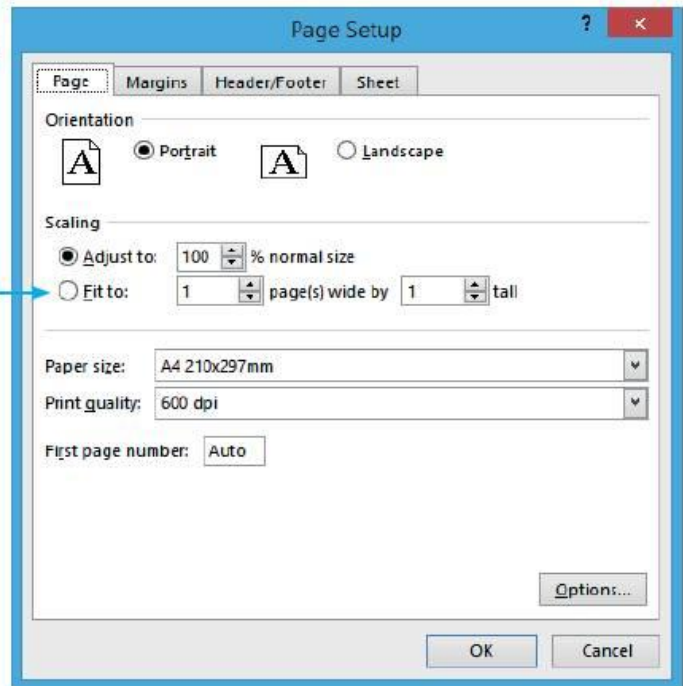 Page Setup ?
Page Margins Header/Footer Sheet
Orientation
A Portrait A Landscape
Scaling
Adjust to: 100 % normal size
Fit to: 1 page(s) wide by 1 tall
Paper size: A4 210x297mm
Print quality: 600 dpi
First page number: Auto
Options...
OK Cancel